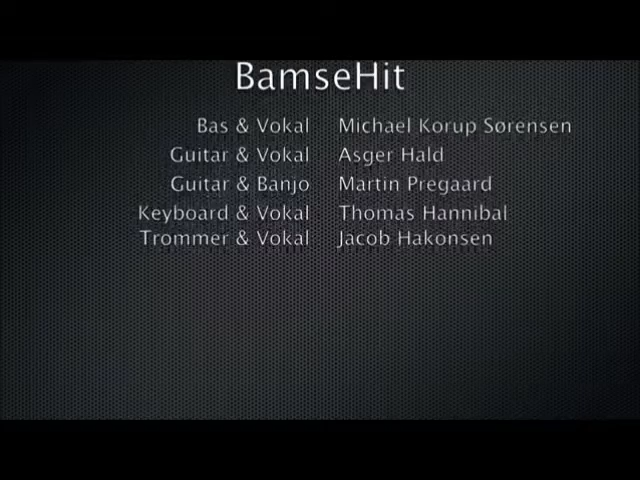 BamseHit
Bas & Vokal Michael Korup Sørensen
Guitar & Vokal Asger Hald
Guitar & Banjo Martin Pregaard
Keyboard & Vokal Thomas Hannibal
Trommer & Vokal Jacob Hakonsen